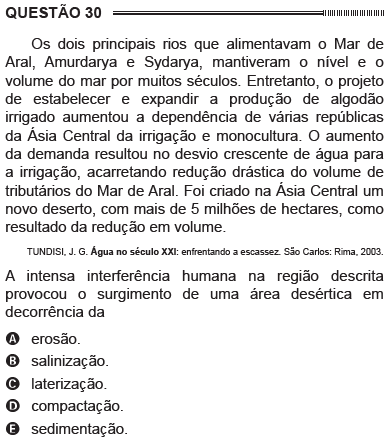 QUESTÃO 30
Os dois principais rios que alimentavam o Mar de
Aral, Amurdarya e Sydarya, mantiveram o nível e o
volume do mar por muitos séculos. Entretanto, o projeto
de estabelecer e expandir a produção de algodão
irrigado aumentou a dependência de várias repúblicas
da Ásia Central da irrigação e monocultura. O aumento
da demanda resultou no desvio crescente de água para
a irrigação, acarretando redução drástica do volume de
tributários do Mar de Aral. Foi criado na Ásia Central um
novo deserto, com mais de 5 milhões de hectares, como
resultado da redução em volume.
TUNDISI, J. G. Água no século XXI: enfrentando a escassez. São Carlos: Rima, 2003.
A intensa interferência humana na região descrita
provocou o surgimento de uma área desértica em
decorrência da
A erosão.
B salinização.
C laterização.
D compactação.
E sedimentação.